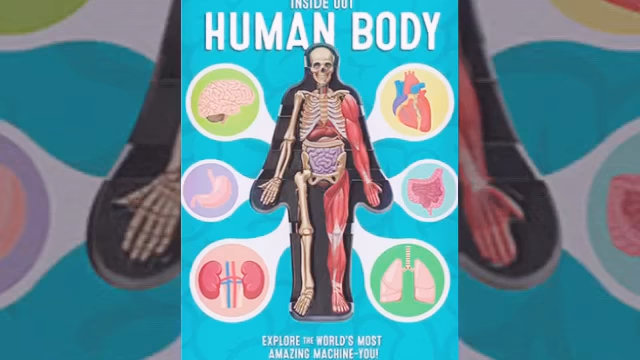 INSIDE OUT
HUMAN BODY
EXPLORE THE WORLD'S MOST
AMAZING MACHINE-YOU!